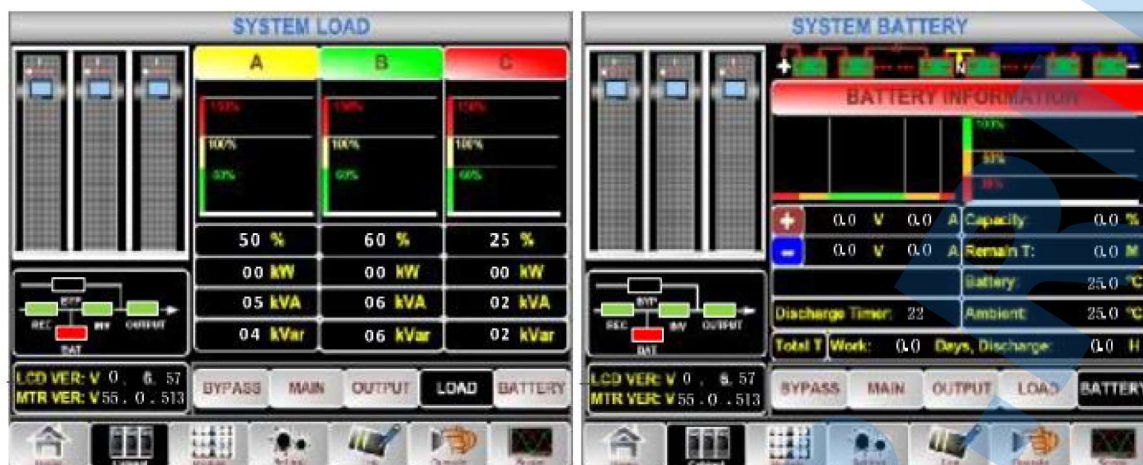 SYSTEM LOAD
A B C
150% 150% 150%
100% 100% 100%
60% 60% 60%
50 % 60 % 25 %
00 kW 00 kW 00 kW
05 kVA 06 kVA 02 kVA
04 kVar 06 kVar 02 kVar
BYP
REC INV OUTPUT
BAT
LCD VER: V 0 . 6. 57
MTR VER: V55 . 0 .513
BYPASS MAIN OUTPUT LOAD BATTERY
SYSTEM BATTERY
+ N -
BATTERY INFORMATION
100%
+ 0.0 V 0.0 A Capacity: 0.0 %
- 0.0 V 0.0 A Remain T: 0.0 M
Battery: 25.0 °C
Discharge Timer: 22 Ambient: 25.0 °C
Total T Work: 0.0 Days, Discharge: 0.0 H
BYP
REC INV OUTPUT
BAT
LCD VER: V 0 . 6. 57
MTR VER: V55 . 0 .513
BYPASS MAIN OUTPUT LOAD BATTERY